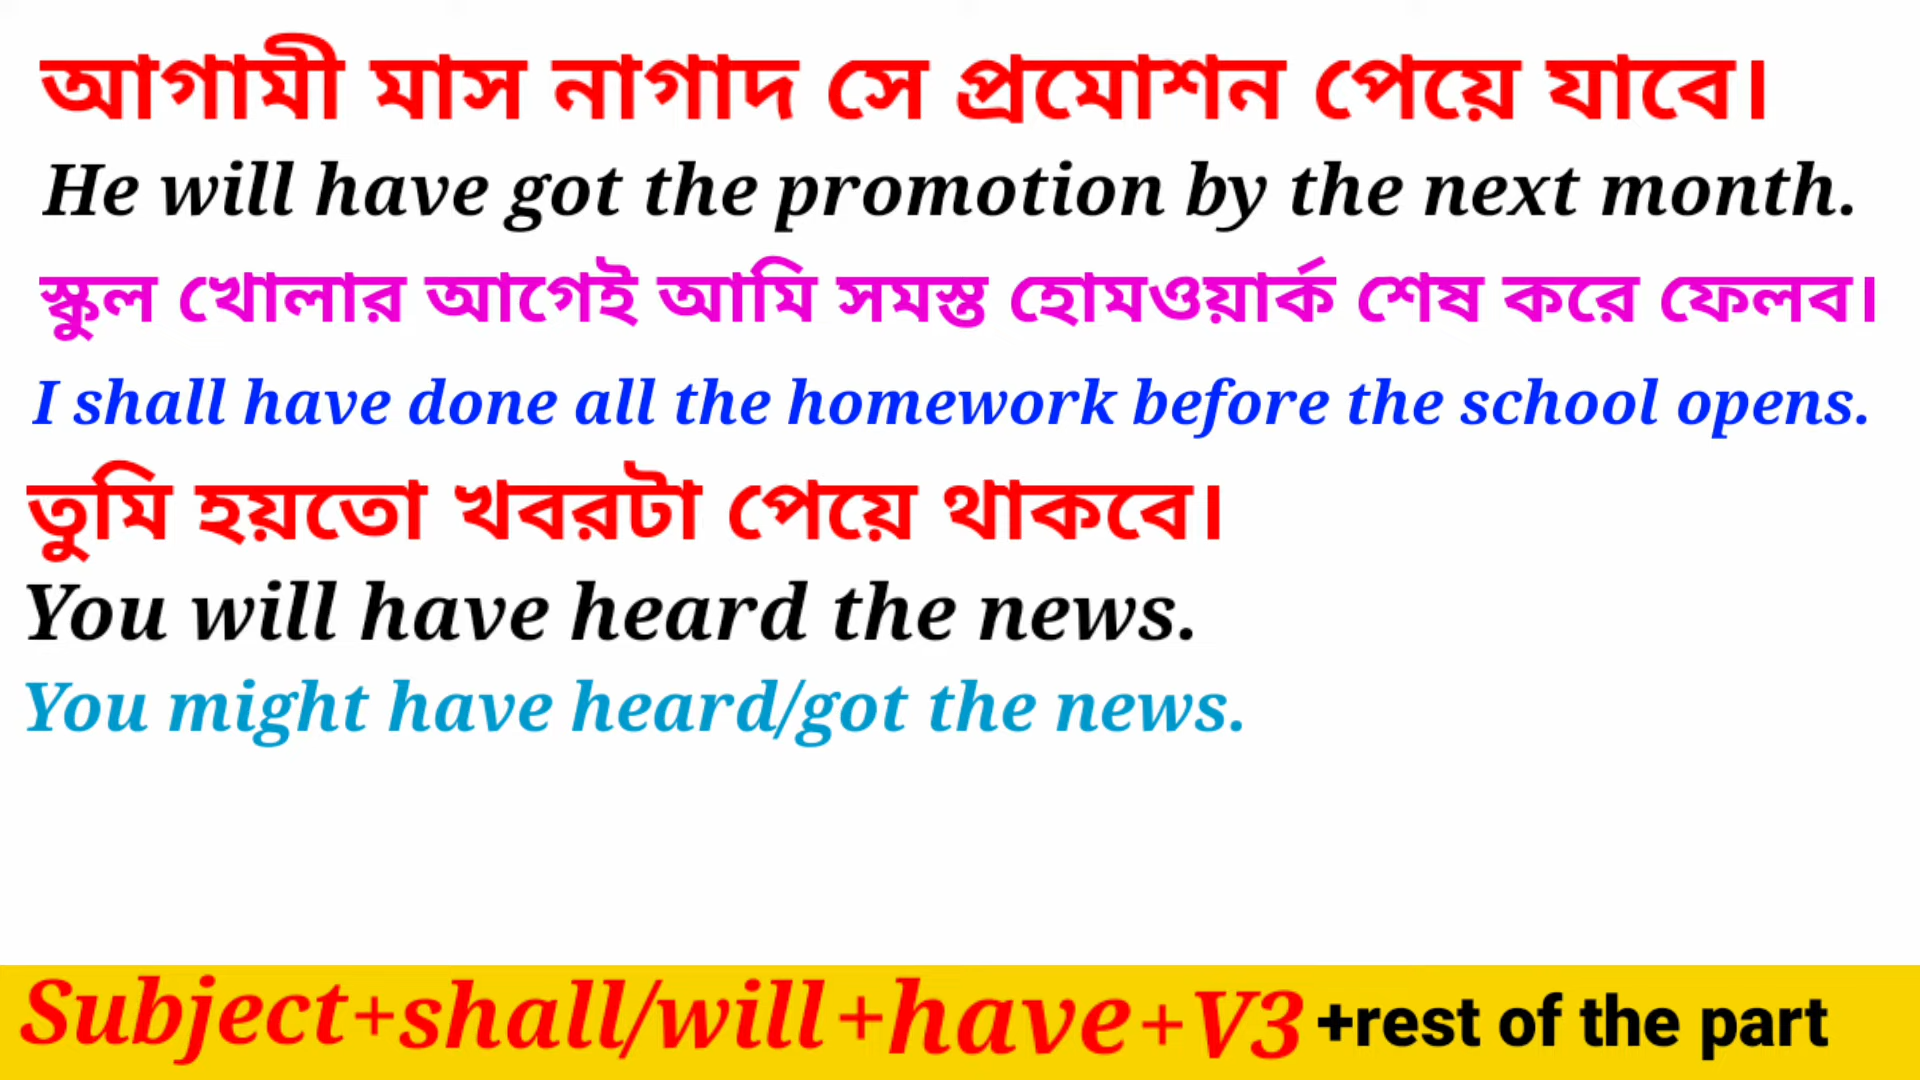 আগামী মাস নাগাদ সে প্রমোশন পেয়ে যাবে।
He will have got the promotion by the next month.
স্কুল খোলার আগেই আমি সমস্ত হোমওয়ার্ক শেষ করে ফেলব।
I shall have done all the homework before the school opens.
তুমি হয়তো খবরটা পেয়ে থাকবে।
You will have heard the news.
You might have heard/got the news.
Subject+shall/will+have+V3+rest of the part